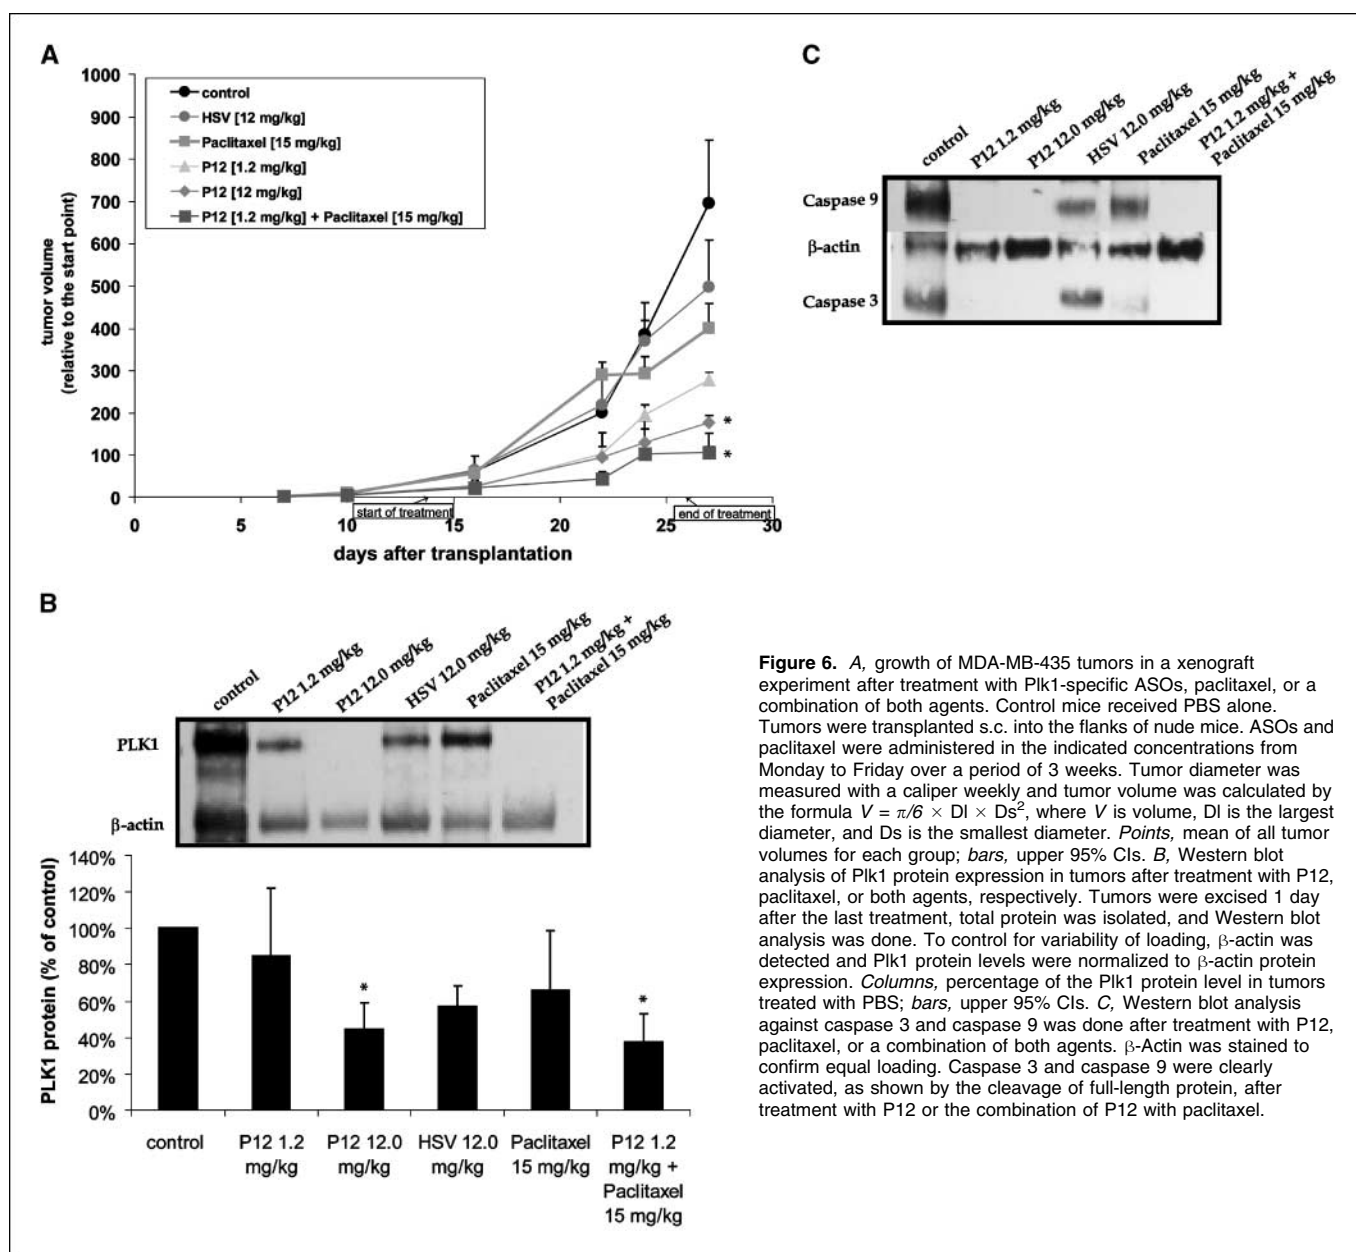 A
1000
900
800
700
600
500
400
300
200
100
0
tumor volume
(relative to the start point)
control
HSV [12 mg/kg]
Paclitaxel [15 mg/kg]
P12 [1.2 mg/kg]
P12 [12 mg/kg]
P12 [1.2 mg/kg] + Paclitaxel [15 mg/kg]
*
*
start of treatment
end of treatment
0 5 10 15 20 25 30
days after transplantation
C
control
P12 1.2 mg/kg
P12 12.0 mg/kg
HSV 12.0 mg/kg
Paclitaxel 15 mg/kg
P12 1.2 mg/kg +
Paclitaxel 15 mg/kg
Caspase 9
β-actin
Caspase 3
B
control
P12 1.2 mg/kg
P12 12.0 mg/kg
HSV 12.0 mg/kg
Paclitaxel 15 mg/kg
P12 1.2 mg/kg +
Paclitaxel 15 mg/kg
PLK1
β-actin
140%
120%
100%
80%
60%
40%
20%
0%
PLK1 protein (% of control)
*
*
control
P12 1.2
mg/kg
P12 12.0
mg/kg
HSV 12.0
mg/kg
Paclitaxel
15 mg/kg
P12 1.2
mg/kg +
Paclitaxel
15 mg/kg
Figure 6. A, growth of MDA-MB-435 tumors in a xenograft
experiment after treatment with Plk1-specific ASOs, paclitaxel, or a
combination of both agents. Control mice received PBS alone.
Tumors were transplanted s.c. into the flanks of nude mice. ASOs and
paclitaxel were administered in the indicated concentrations from
Monday to Friday over a period of 3 weeks. Tumor diameter was
measured with a caliper weekly and tumor volume was calculated by
the formula V = π/6 × Dl × Ds², where V is volume, Dl is the largest
diameter, and Ds is the smallest diameter. Points, mean of all tumor
volumes for each group; bars, upper 95% CIs. B, Western blot
analysis of Plk1 protein expression in tumors after treatment with P12,
paclitaxel, or both agents, respectively. Tumors were excised 1 day
after the last treatment, total protein was isolated, and Western blot
analysis was done. To control for variability of loading, β-actin was
detected and Plk1 protein levels were normalized to β-actin protein
expression. Columns, percentage of the Plk1 protein level in tumors
treated with PBS; bars, upper 95% CIs. C, Western blot analysis
against caspase 3 and caspase 9 was done after treatment with P12,
paclitaxel, or a combination of both agents. β-Actin was stained to
confirm equal loading. Caspase 3 and caspase 9 were clearly
activated, as shown by the cleavage of full-length protein, after
treatment with P12 or the combination of P12 with paclitaxel.